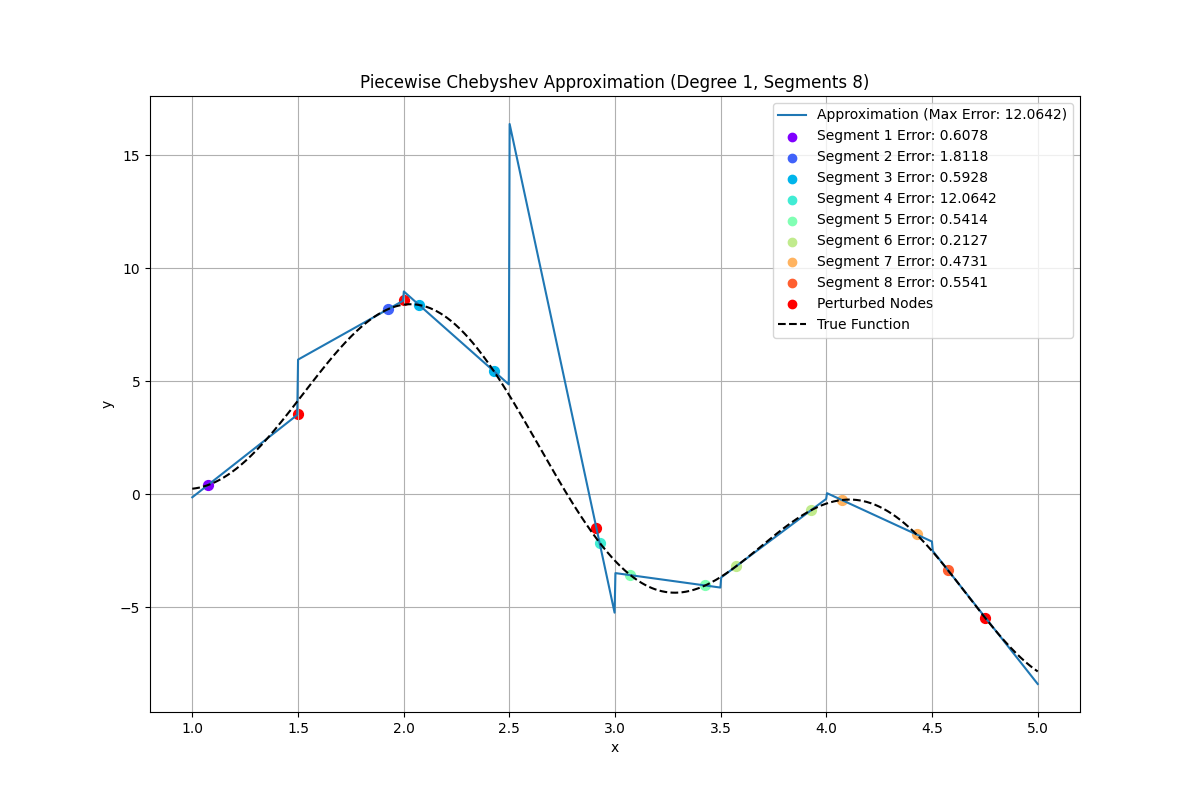 Piecewise Chebyshev Approximation (Degree 1, Segments 8)
Approximation (Max Error: 12.0642)
Segment 1 Error: 0.6078
Segment 2 Error: 1.8118
Segment 3 Error: 0.5928
Segment 4 Error: 12.0642
Segment 5 Error: 0.5414
Segment 6 Error: 0.2127
Segment 7 Error: 0.4731
Segment 8 Error: 0.5541
Perturbed Nodes
True Function
15
10
5
0
−5
y
1.0 1.5 2.0 2.5 3.0 3.5 4.0 4.5 5.0
x